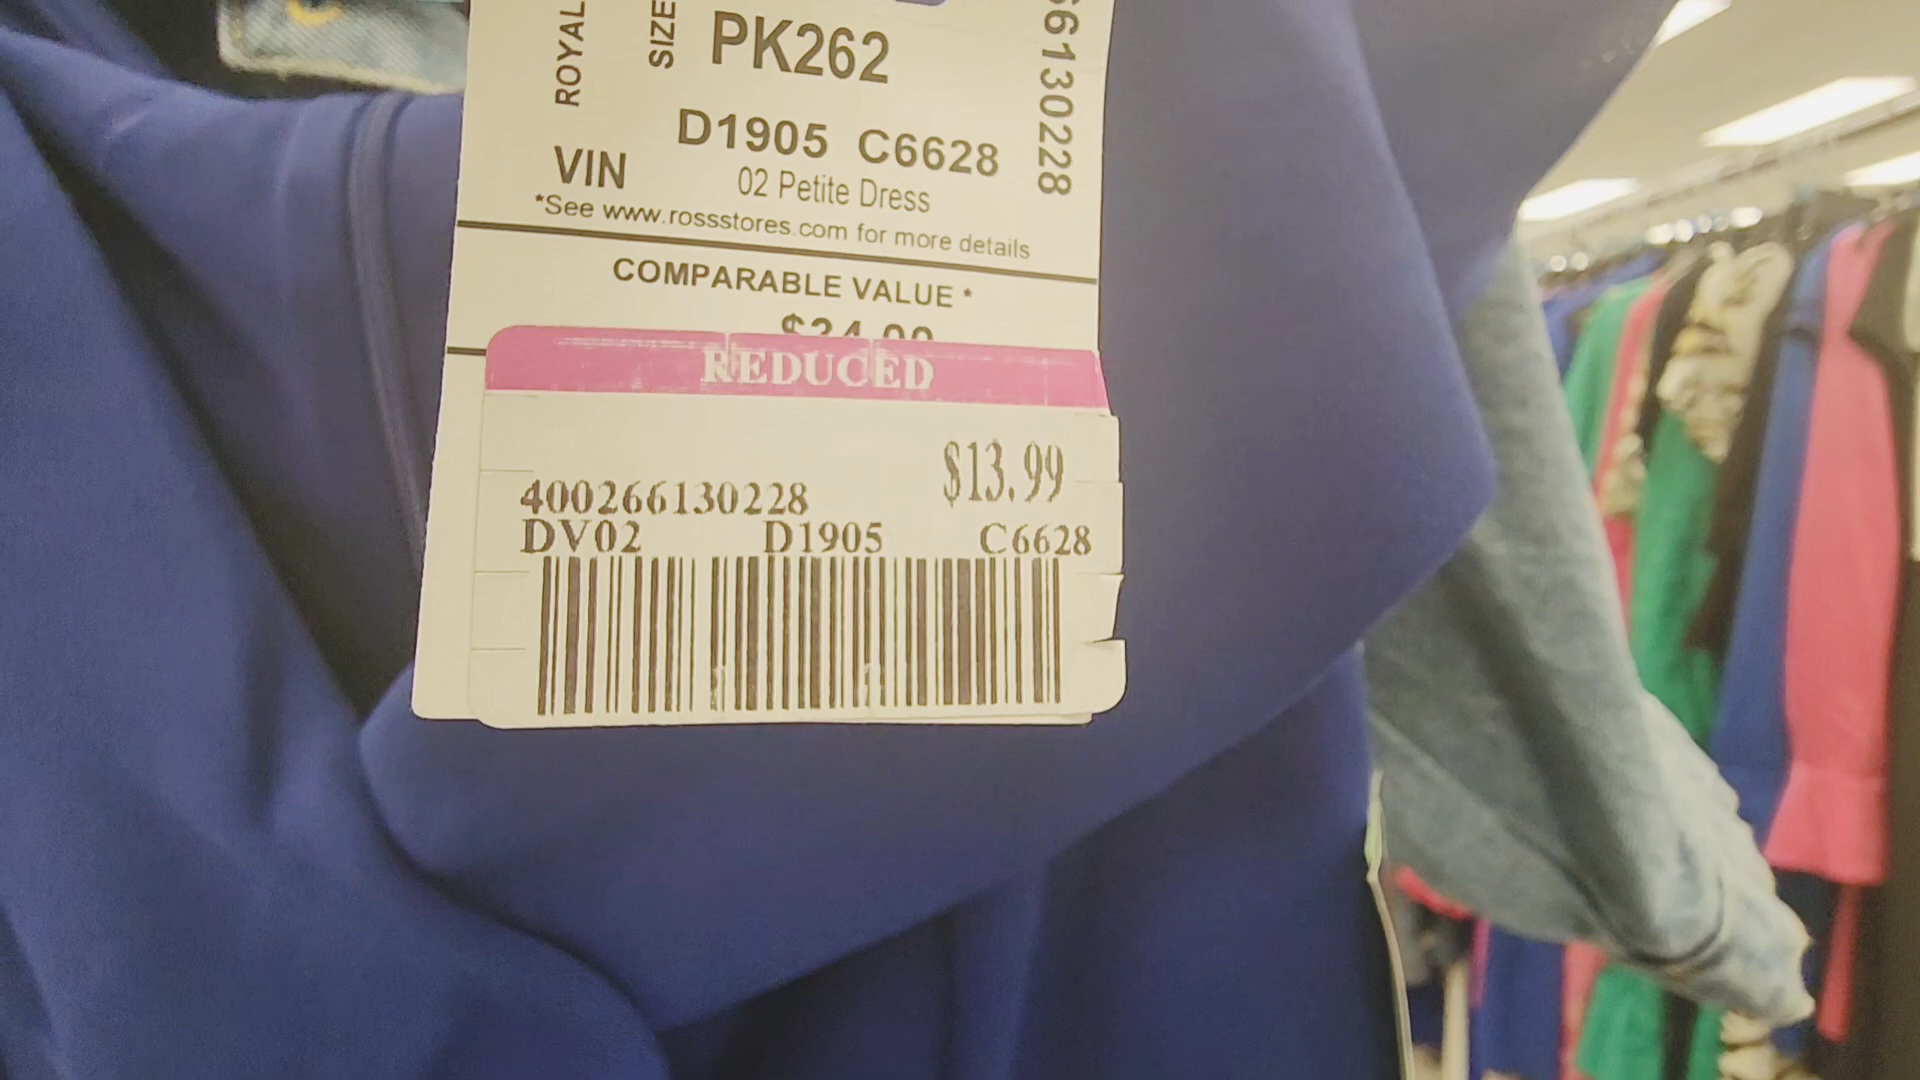 ROYAL
SIZE
PK262
66130228
D1905 C6628
VIN
02 Petite Dress
*See www.rossstores.com for more details
COMPARABLE VALUE *
REDUCED
$13.99
400266130228
DV02 D1905 C6628